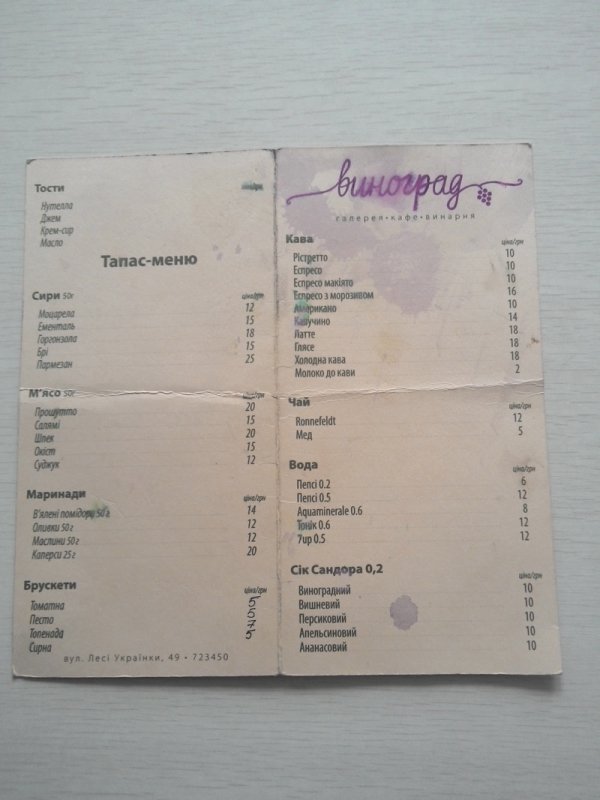 Тости
Нутелла
Джем
Крем-сир
Масло
Тапас-меню
Сири 50г ціна/грн
Моцарела 12
Ементаль 15
Горгонзола 18
Брі 15
Пармезан 25
М'ясо 50г ціна/грн
Прошутто 20
Салямі 15
Шпек 20
Окіст 15
Суджук 12
Маринади ціна/грн
В'ялені помідори 50 г 14
Оливки 50 г 12
Маслини 50 г 12
Каперси 25 г 20
Брускети ціна/грн
Томатна 5
Песто
Топенада 7
Сирна 5
вул. Лесі Українки, 49 • 723450
виноград
галерея•кафе•винарня
Кава ціна/грн
Рістретто 10
Еспресо 10
Еспресо макіято 10
Еспресо з морозивом 16
Американо 10
Капучино 14
Латте 18
Глясе 18
Холодна кава 18
Молоко до кави 2
Чай ціна/грн
Ronnefeldt 12
Мед 5
Вода ціна/грн
Пепсі 0.2 6
Пепсі 0.5 12
Aquaminerale 0.6 8
Тонік 0.6 12
7up 0.5 12
Сік Сандора 0,2 ціна/грн
Виноградний 10
Вишневий 10
Персиковий 10
Апельсиновий 10
Ананасовий 10